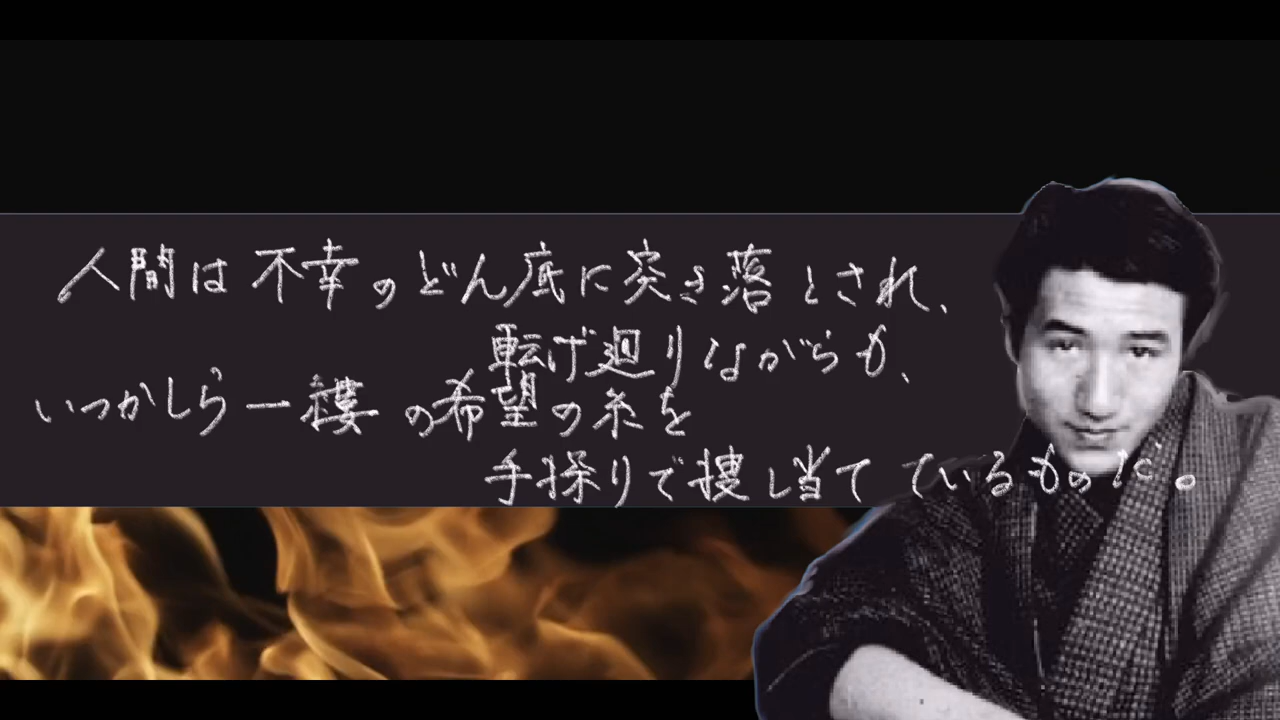 人間は不幸のどん底に突き落とされ、
転げ廻りながらも、
いつかしら一縷の希望の糸を
手探りで捜し当てているものだ。